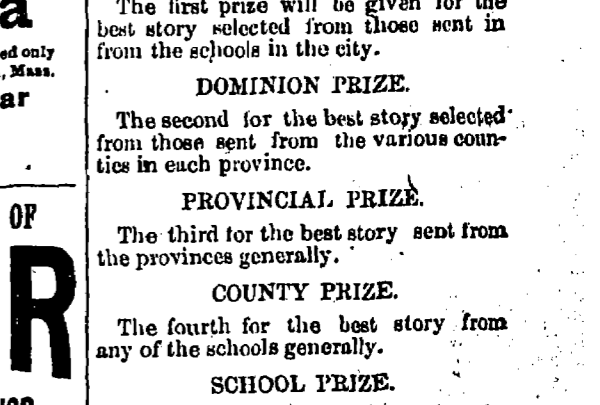 a
ed only
, Mass.
ar
OF
R
The first prize will be given for the
best story selected from those sent in
from the schools in the city.
DOMINION PRIZE.
The second for the best story selected
from those sent from the various coun-
ties in each province.
PROVINCIAL PRIZE.
The third for the best story sent from
the provinces generally.
COUNTY PRIZE.
The fourth for the best story from
any of the schools generally.
SCHOOL PRIZE.